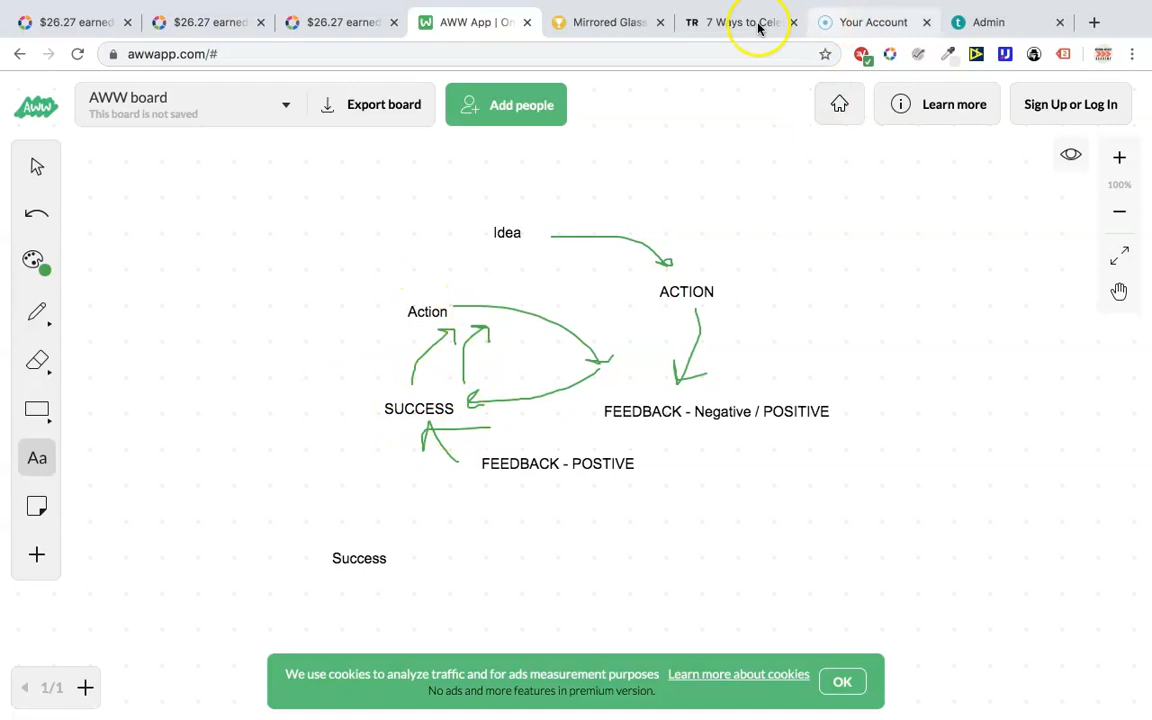 $26.27 earned
$26.27 earned
$26.27 earned
AWW App | On
Mirrored Glass
TR 7 Ways to Cele
Your Account
Admin
awwapp.com/#
AWW
AWW board
This board is not saved
Export board
Add people
Learn more
Sign Up or Log In
100%
Idea
ACTION
Action
SUCCESS
FEEDBACK - Negative / POSITIVE
FEEDBACK - POSTIVE
Aa
Success
We use cookies to analyze traffic and for ads measurement purposes Learn more about cookies
No ads and more features in premium version.
OK
1/1